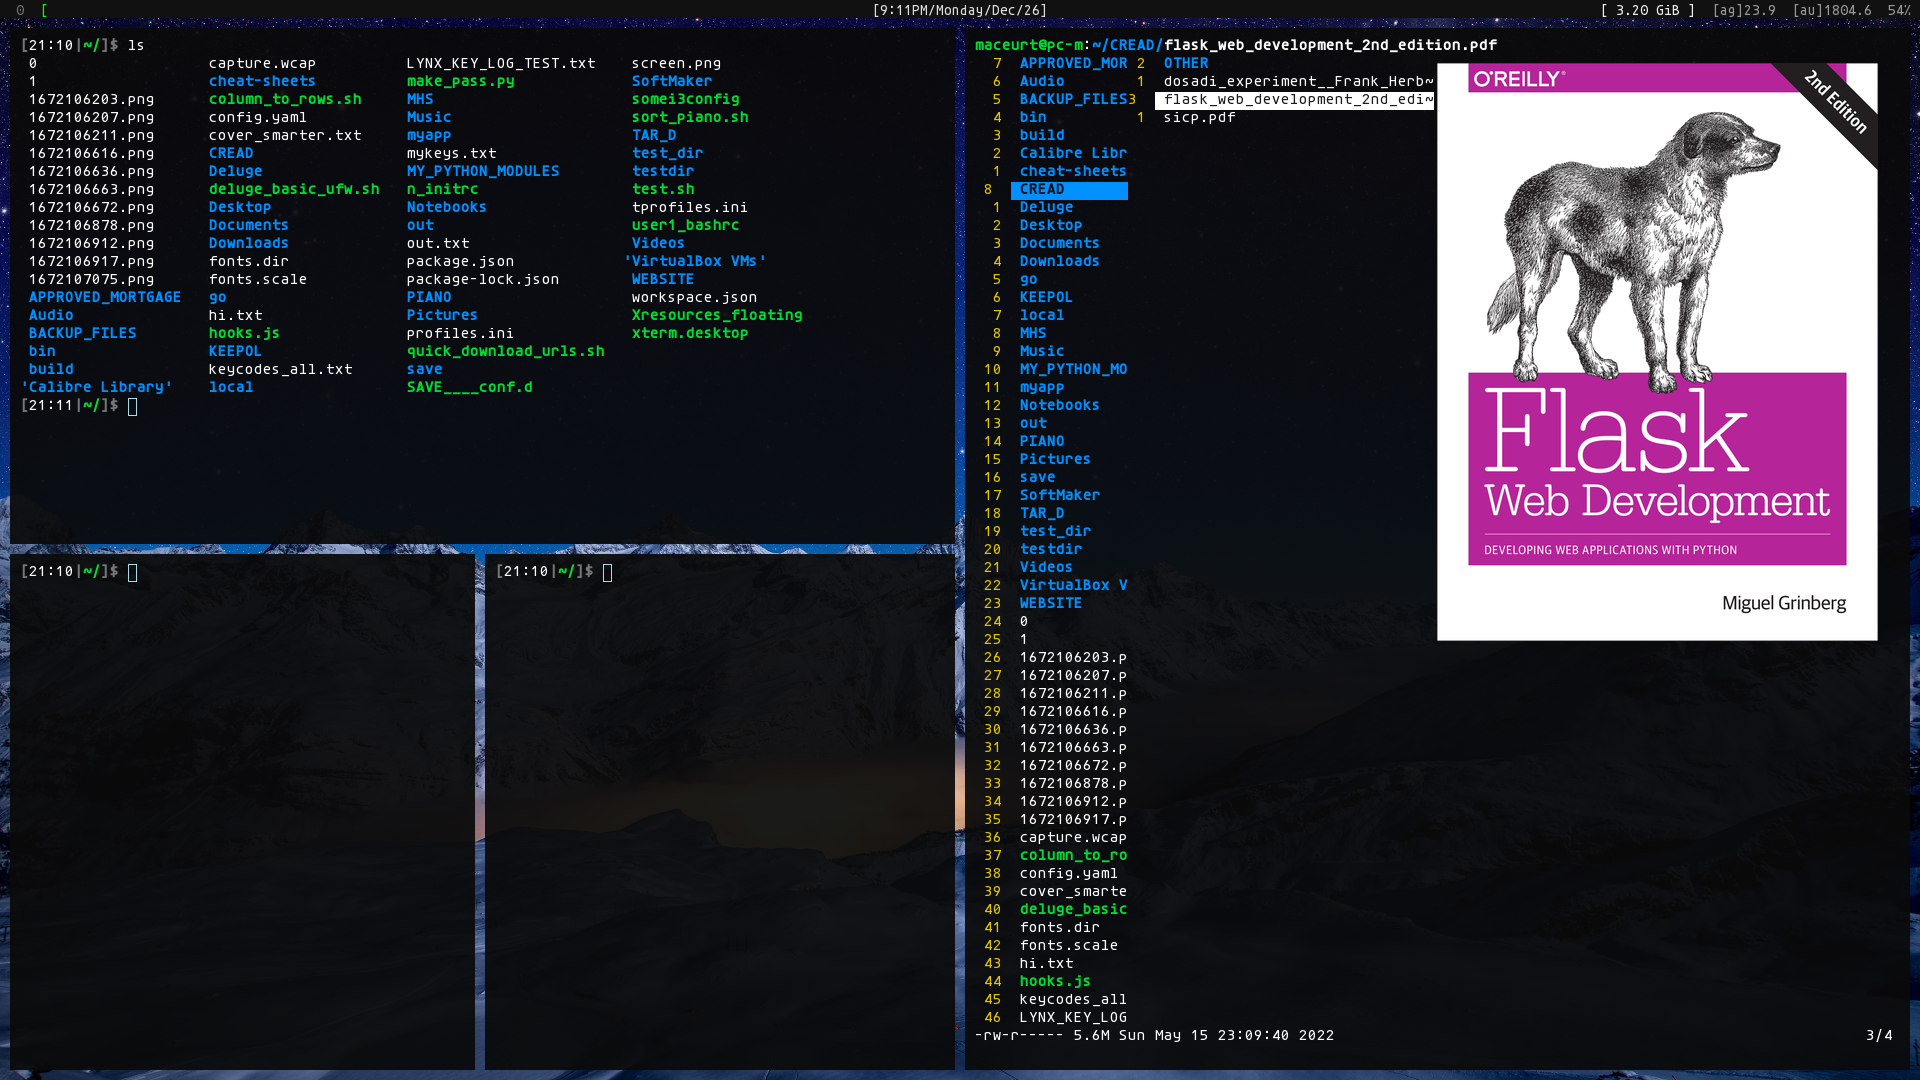 0 [
[9:11PM/Monday/Dec/26]
[ 3.20 GiB ] [ag]23.9 [au]1804.6 54%
[21:10|~/]$ ls
0 capture.wcap LYNX_KEY_LOG_TEST.txt screen.png
1 cheat-sheets make_pass.py SoftMaker
1672106203.png column_to_rows.sh MHS somei3config
1672106207.png config.yaml Music sort_piano.sh
1672106211.png cover_smarter.txt myapp TAR_D
1672106616.png CREAD mykeys.txt test_dir
1672106636.png Deluge MY_PYTHON_MODULES testdir
1672106663.png deluge_basic_ufw.sh n_initrc test.sh
1672106672.png Desktop Notebooks tprofiles.ini
1672106878.png Documents out user1_bashrc
1672106912.png Downloads out.txt Videos
1672106917.png fonts.dir package.json 'VirtualBox VMs'
1672107075.png fonts.scale package-lock.json WEBSITE
APPROVED_MORTGAGE go PIANO workspace.json
Audio hi.txt Pictures Xresources_floating
BACKUP_FILES hooks.js profiles.ini xterm.desktop
bin KEEPOL quick_download_urls.sh
build keycodes_all.txt save
'Calibre Library' local SAVE____conf.d
[21:11|~/]$
[21:10|~/]$
[21:10|~/]$
maceurt@pc-m:~/CREAD/flask_web_development_2nd_edition.pdf
7 APPROVED_MOR 2 OTHER
6 Audio 1 dosadi_experiment__Frank_Herb~
5 BACKUP_FILES 3 flask_web_development_2nd_edi~
4 bin 1 sicp.pdf
3 build
2 Calibre Libr
1 cheat-sheets
8 CREAD
1 Deluge
2 Desktop
3 Documents
4 Downloads
5 go
6 KEEPOL
7 local
8 MHS
9 Music
10 MY_PYTHON_MO
11 myapp
12 Notebooks
13 out
14 PIANO
15 Pictures
16 save
17 SoftMaker
18 TAR_D
19 test_dir
20 testdir
21 Videos
22 VirtualBox V
23 WEBSITE
24 0
25 1
26 1672106203.p
27 1672106207.p
28 1672106211.p
29 1672106616.p
30 1672106636.p
31 1672106663.p
32 1672106672.p
33 1672106878.p
34 1672106912.p
35 1672106917.p
36 capture.wcap
37 column_to_ro
38 config.yaml
39 cover_smarte
40 deluge_basic
41 fonts.dir
42 fonts.scale
43 hi.txt
44 hooks.js
45 keycodes_all
46 LYNX_KEY_LOG
-rw-r----- 5.6M Sun May 15 23:09:40 2022 3/4
O'REILLY®
2nd Edition
Flask
Web Development
DEVELOPING WEB APPLICATIONS WITH PYTHON
Miguel Grinberg